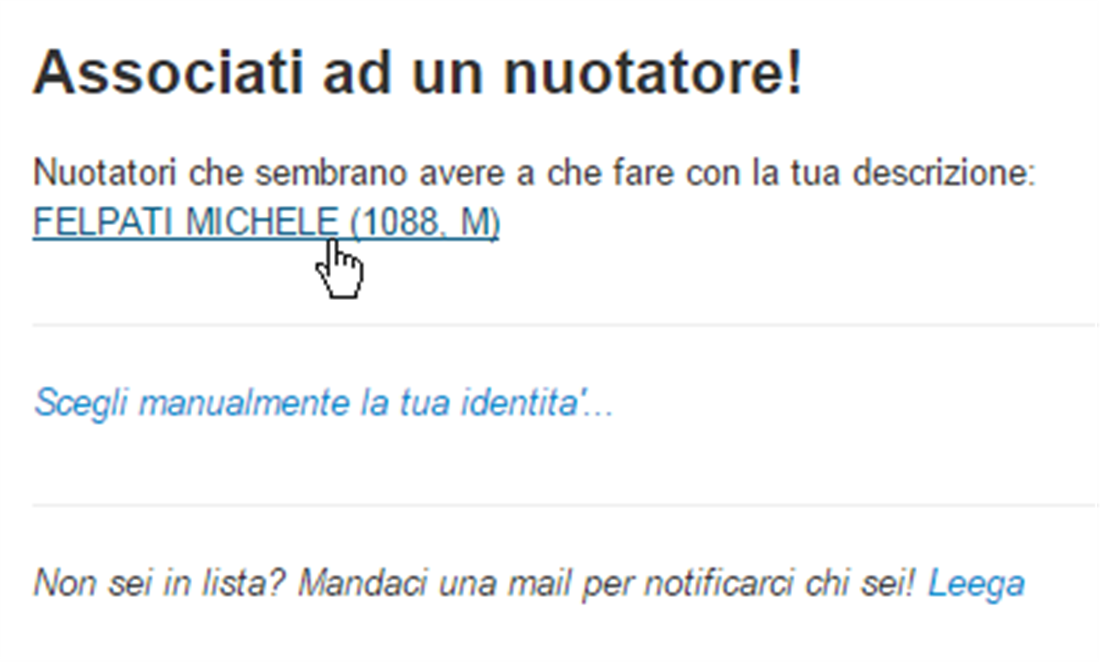 Associati ad un nuotatore!
Nuotatori che sembrano avere a che fare con la tua descrizione:
FELPATI MICHELE (1088, M)
Scegli manualmente la tua identita'...
Non sei in lista? Mandaci una mail per notificarci chi sei! Leega